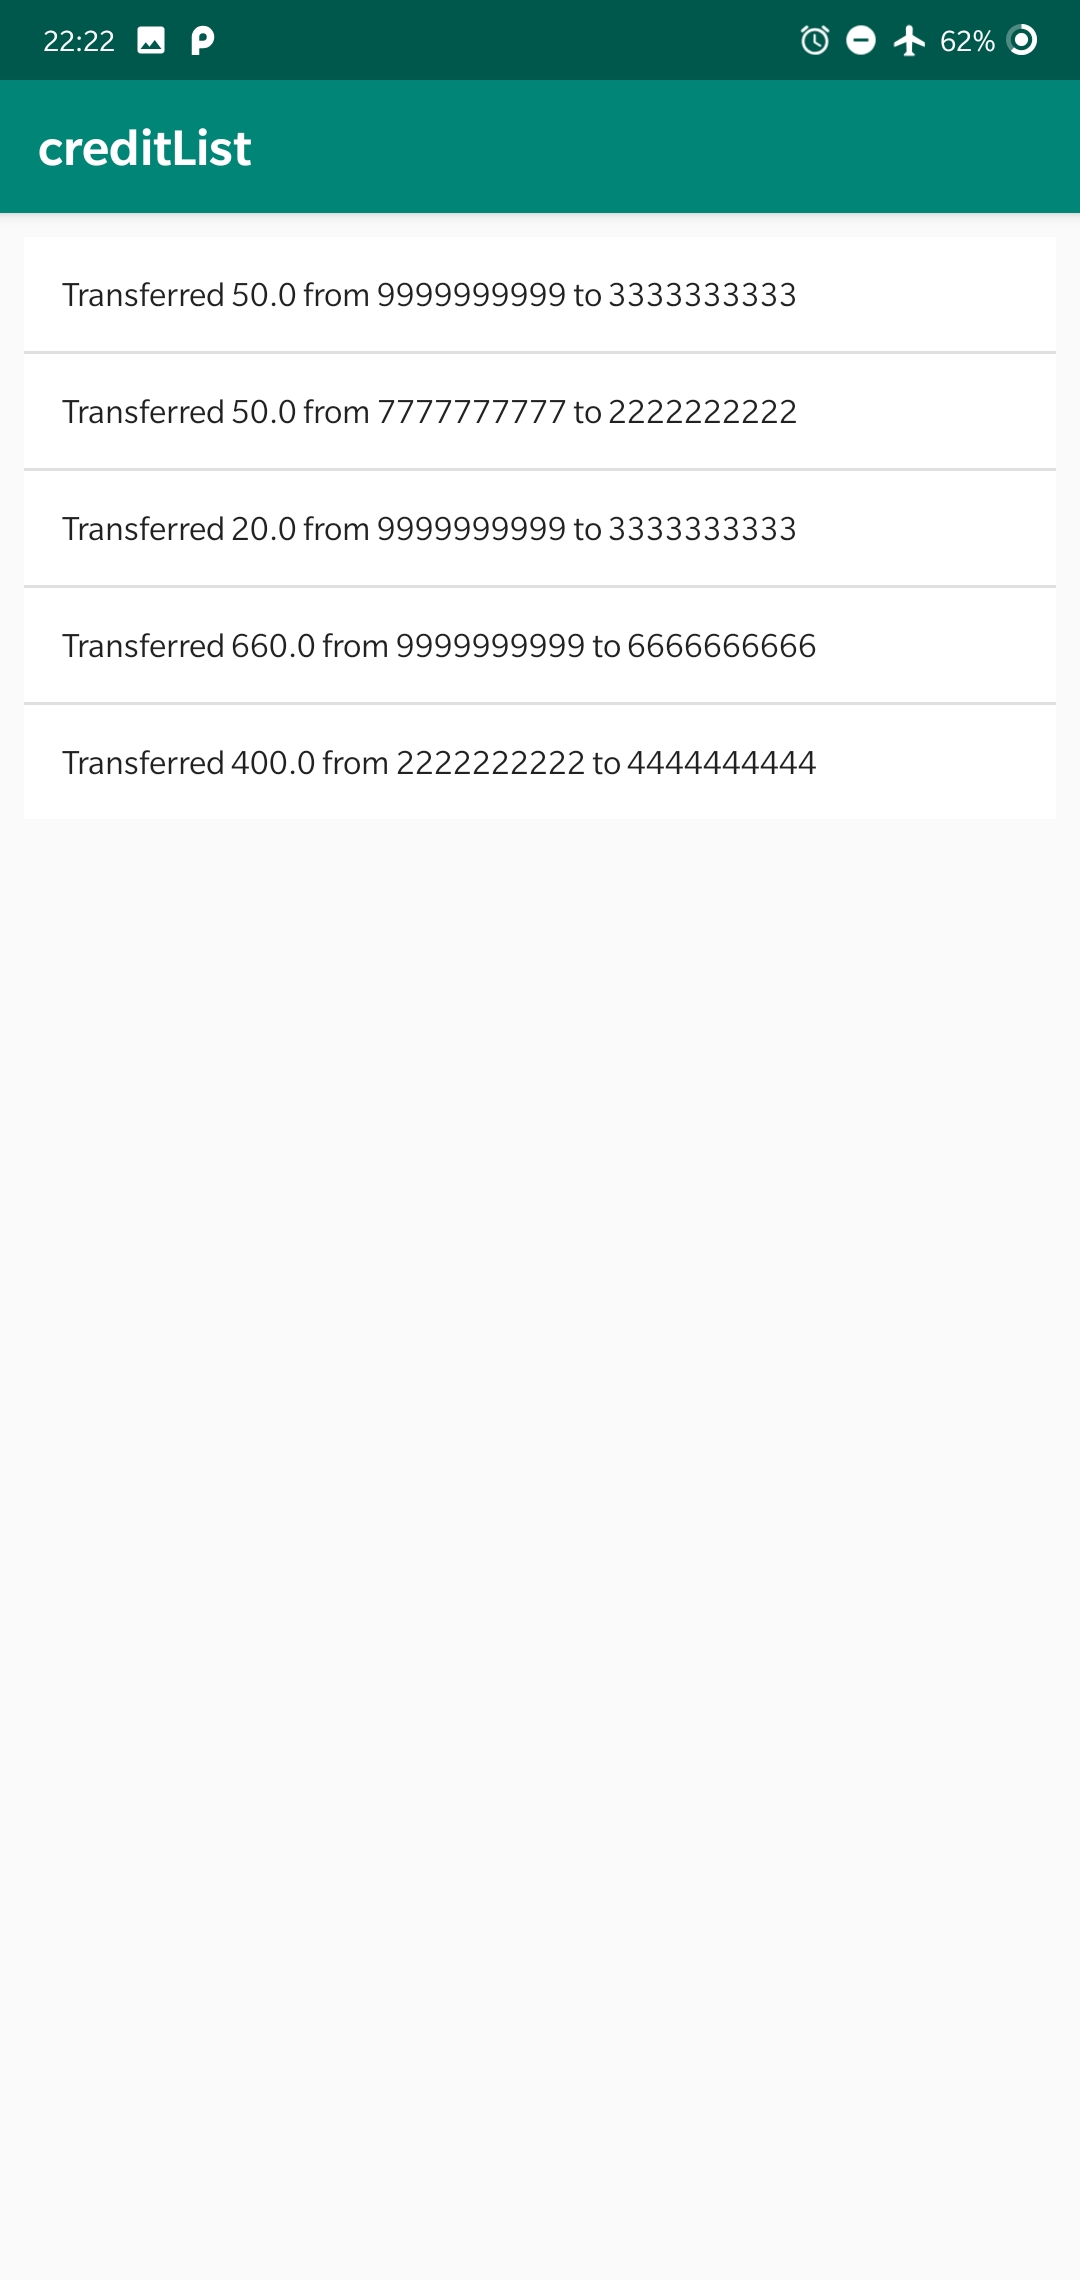 22:22 62%
creditList
Transferred 50.0 from 9999999999 to 3333333333
Transferred 50.0 from 7777777777 to 2222222222
Transferred 20.0 from 9999999999 to 3333333333
Transferred 660.0 from 9999999999 to 6666666666
Transferred 400.0 from 2222222222 to 4444444444